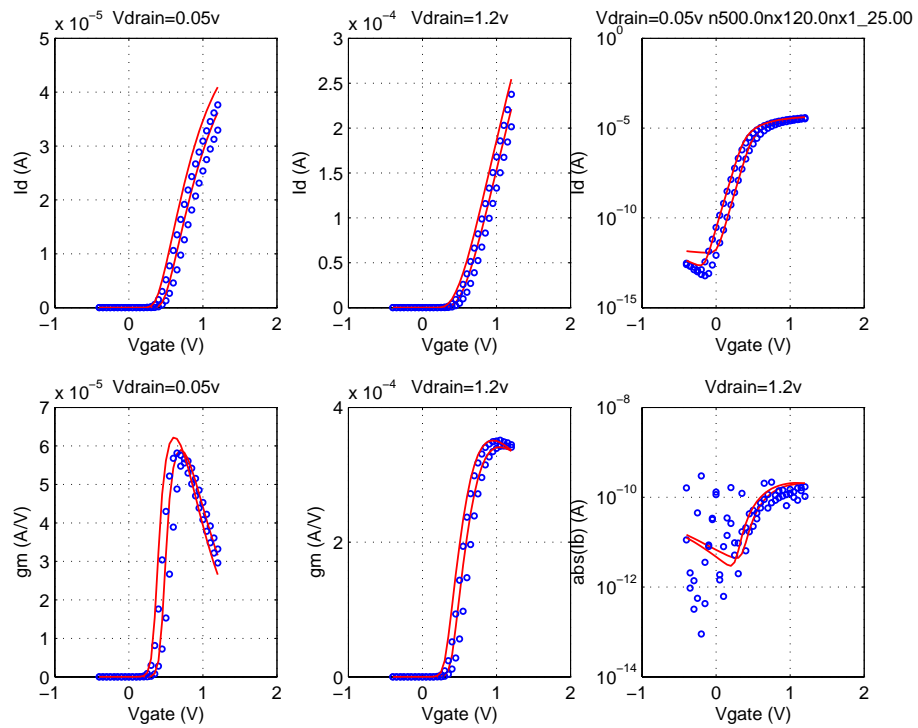 Vdrain=0.05v
x 10^-5
5
4
3
2
1
0
−1 0 1 2
Vgate (V)
Id (A)
Vdrain=1.2v
x 10^-4
3
2
1
0
−1 0 1 2
Vgate (V)
Id (A)
Vdrain=0.05v n500.0nx120.0nx1_25.00
10^0
10^−5
10^−10
10^−15
−1 0 1 2
Vgate (V)
Id (A)
Vdrain=0.05v
x 10^-5
7
6
5
4
3
2
1
0
−1 0 1 2
Vgate (V)
gm (A/V)
Vdrain=1.2v
x 10^-4
4
3
2
1
0
−1 0 1 2
Vgate (V)
gm (A/V)
Vdrain=1.2v
10^−8
10^−10
10^−12
10^−14
−1 0 1 2
Vgate (V)
abs(Ib) (A)